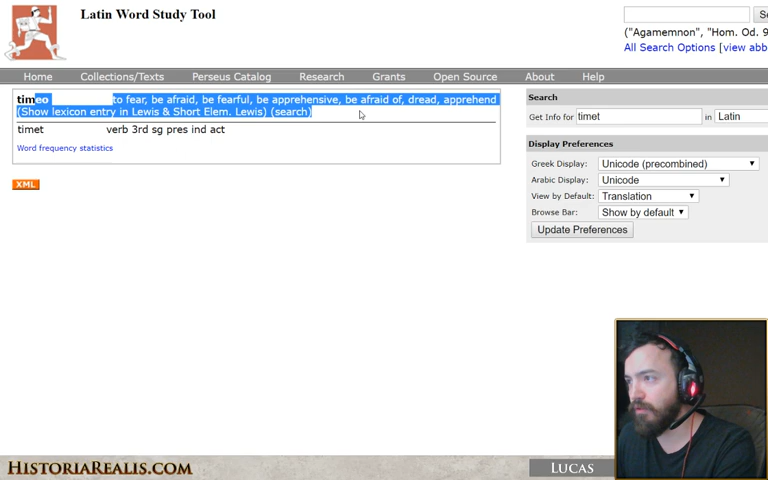 Latin Word Study Tool
Se
("Agamemnon", "Hom. Od. 9
All Search Options [view abb
Home Collections/Texts Perseus Catalog Research Grants Open Source About Help
timeo to fear, be afraid, be fearful, be apprehensive, be afraid of, dread, apprehend
(Show lexicon entry in Lewis & Short Elem. Lewis) (search)
timet verb 3rd sg pres ind act
Word frequency statistics
XML
Search
Get Info for timet in Latin
Display Preferences
Greek Display: Unicode (precombined)
Arabic Display: Unicode
View by Default: Translation
Browse Bar: Show by default
Update Preferences
HistoriaRealis.com
LUCAS